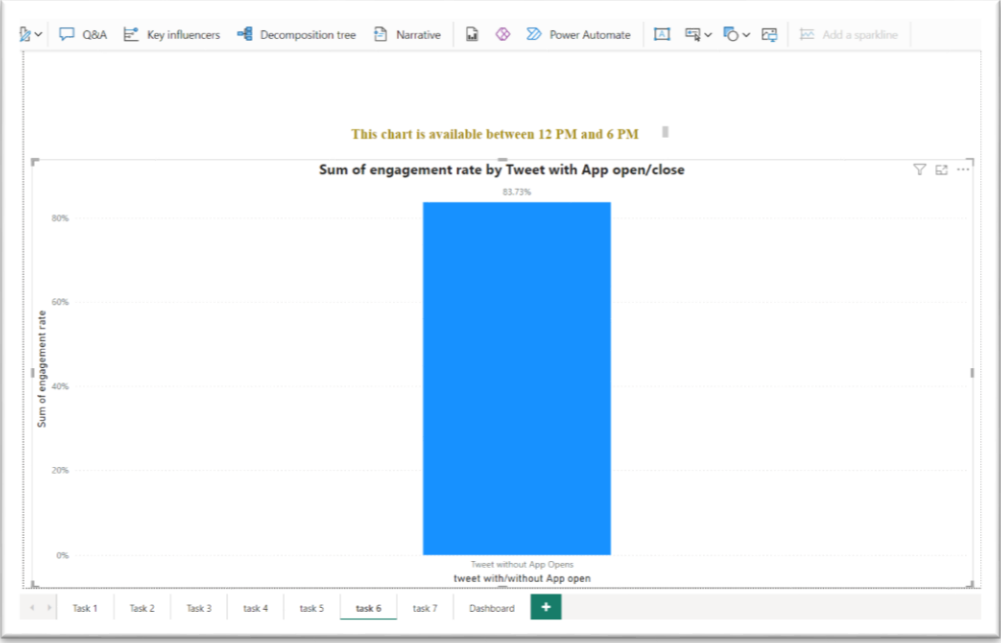 Q&A Key influencers Decomposition tree Narrative Power Automate Add a sparkline
This chart is available between 12 PM and 6 PM
Sum of engagement rate by Tweet with App open/close
83.73%
80%
60%
40%
20%
0%
Sum of engagement rate
Tweet without App Opens
tweet with/without App open
Task 1 Task 2 Task 3 task 4 task 5 task 6 task 7 Dashboard +